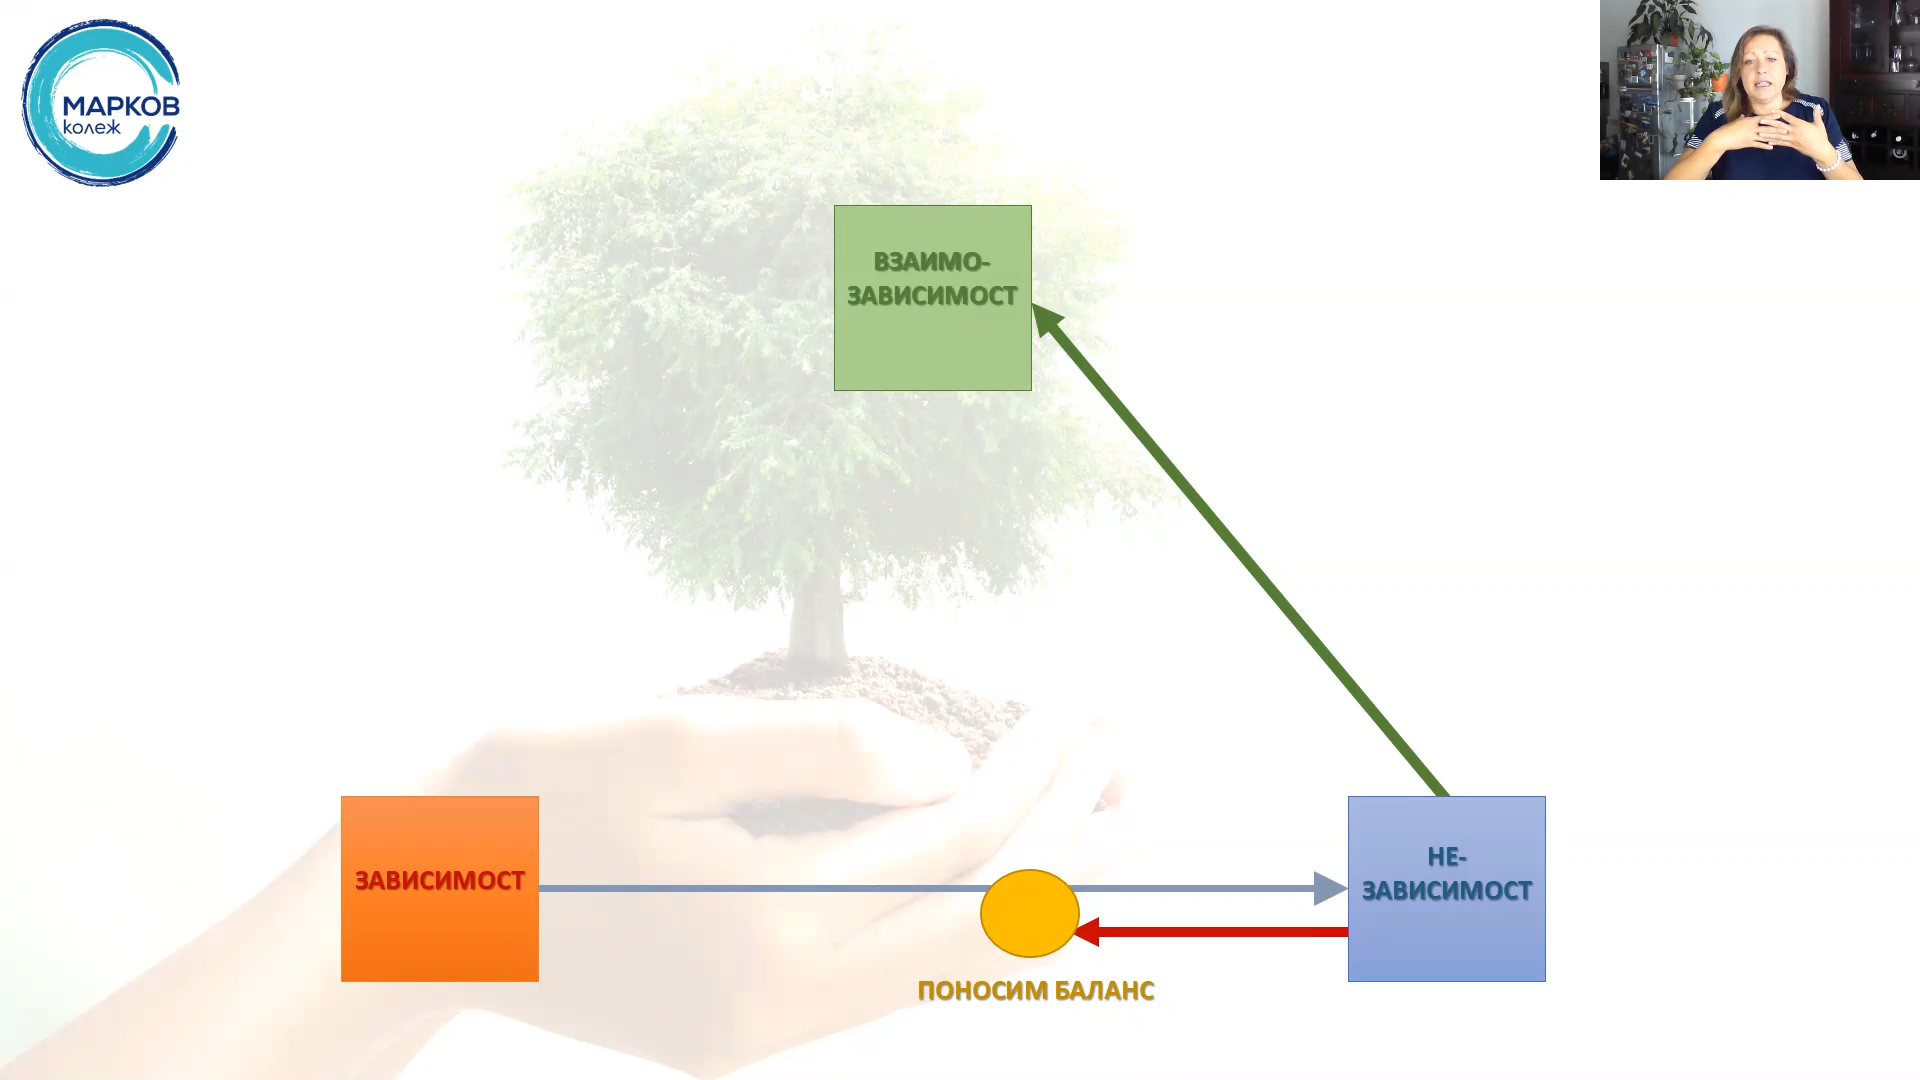 МАРКОВ
колеж
ВЗАИМО-
ЗАВИСИМОСТ
ЗАВИСИМОСТ
НЕ-
ЗАВИСИМОСТ
ПОНОСИМ БАЛАНС